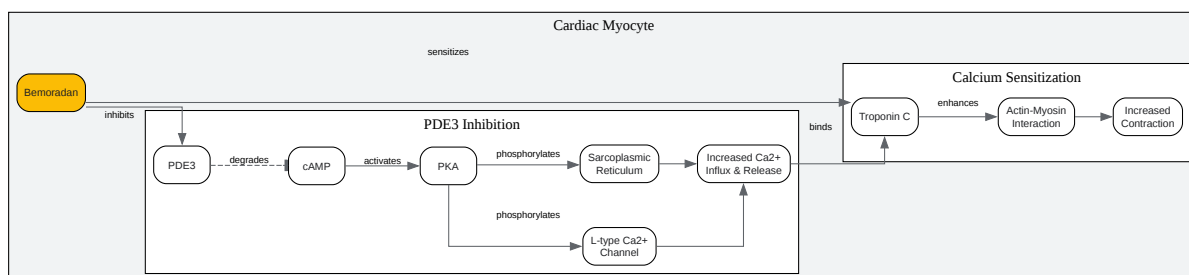 Cardiac Myocyte
sensitizes
Calcium Sensitization
Bemoradan
inhibits
PDE3 Inhibition
binds
Troponin C
enhances
Actin-Myosin
Interaction
Increased
Contraction
PDE3
degrades
cAMP
activates
PKA
phosphorylates
Sarcoplasmic
Reticulum
Increased Ca2+
Influx & Release
phosphorylates
L-type Ca2+
Channel